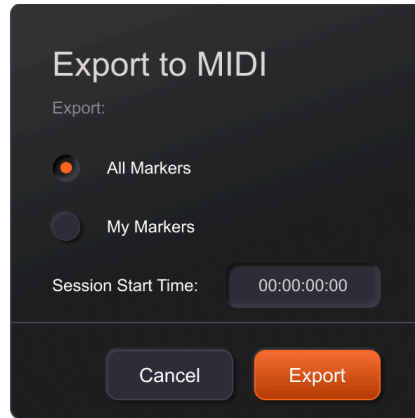 Export to MIDI
Export:
All Markers
My Markers
Session Start Time: 00:00:00:00
Cancel Export